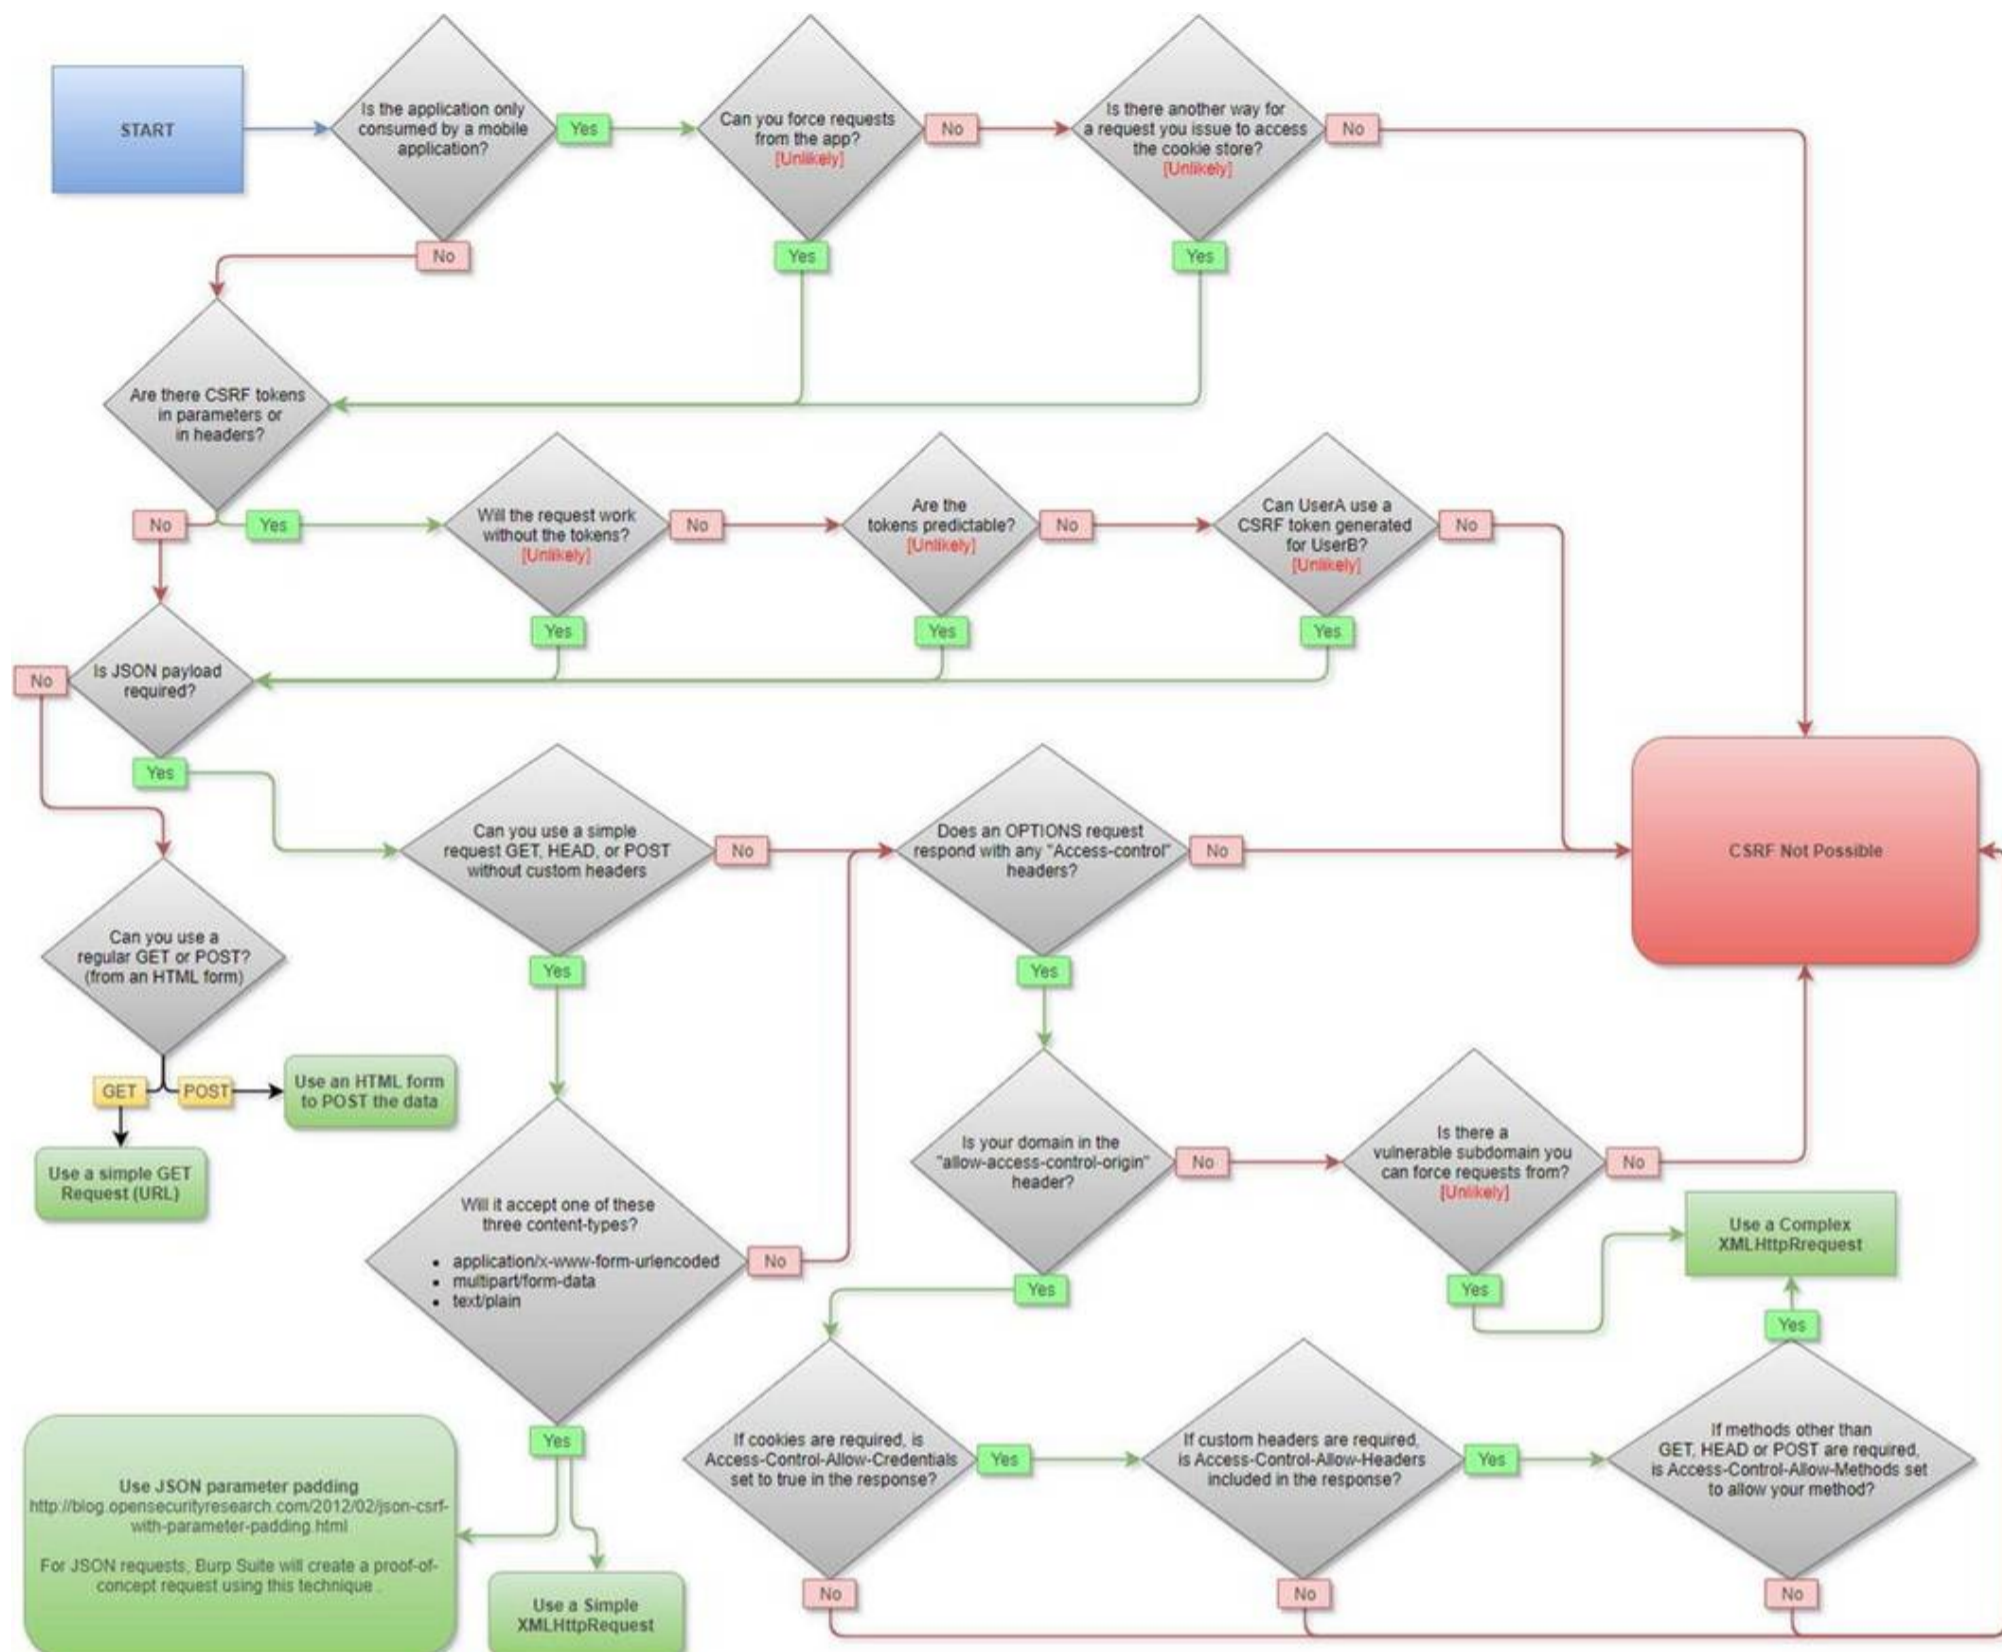 START
Is the application only
consumed by a mobile
application?
Yes
Can you force requests
from the app?
[Unlikely]
No
Is there another way for
a request you issue to access
the cookie store?
[Unlikely]
No
No
Yes
Yes
Are there CSRF tokens
in parameters or
in headers?
No
Yes
Will the request work
without the tokens?
[Unlikely]
No
Are the
tokens predictable?
[Unlikely]
No
Can UserA use a
CSRF token generated
for UserB?
[Unlikely]
No
Yes
Yes
Yes
No
Is JSON payload
required?
Yes
Can you use a simple
request GET, HEAD, or POST
without custom headers
No
Does an OPTIONS request
respond with any "Access-control"
headers?
No
CSRF Not Possible
Can you use a
regular GET or POST?
(from an HTML form)
Yes
Yes
GET
POST
Use an HTML form
to POST the data
Use a simple GET
Request (URL)
Will it accept one of these
three content-types?
• application/x-www-form-urlencoded
• multipart/form-data
• text/plain
No
Is your domain in the
"allow-access-control-origin"
header?
No
Is there a
vulnerable subdomain you
can force requests from?
[Unlikely]
No
Use a Complex
XMLHttpRrequest
Yes
Yes
Yes
Yes
Use JSON parameter padding
http://blog.opensecurityresearch.com/2012/02/json-csrf-
with-parameter-padding.html
For JSON requests, Burp Suite will create a proof-of-
concept request using this technique .
Use a Simple
XMLHttpRequest
If cookies are required, is
Access-Control-Allow-Credentials
set to true in the response?
Yes
If custom headers are required,
is Access-Control-Allow-Headers
included in the response?
Yes
If methods other than
GET, HEAD or POST are required,
is Access-Control-Allow-Methods set
to allow your method?
No
No
No